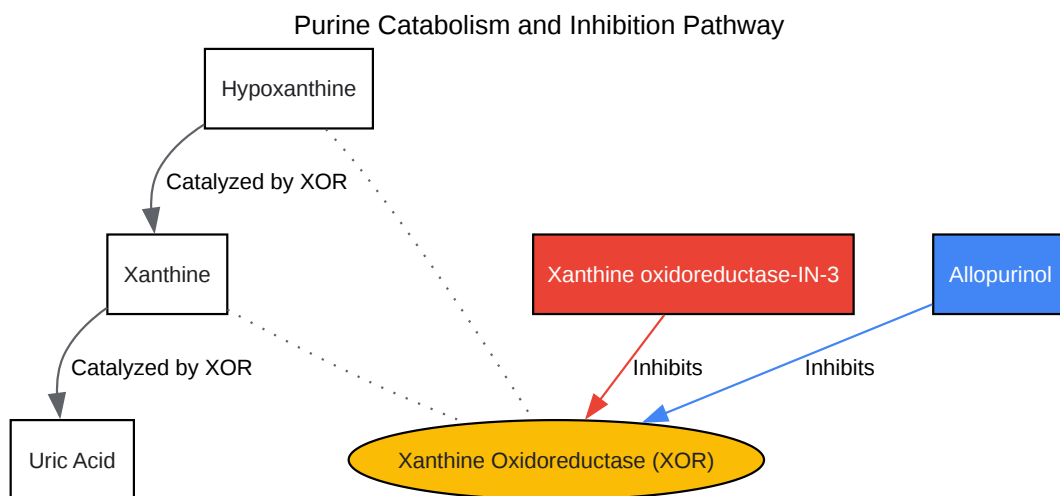 Purine Catabolism and Inhibition Pathway
Hypoxanthine
Catalyzed by XOR
Xanthine
Xanthine oxidoreductase-IN-3
Allopurinol
Catalyzed by XOR
Inhibits
Inhibits
Uric Acid
Xanthine Oxidoreductase (XOR)